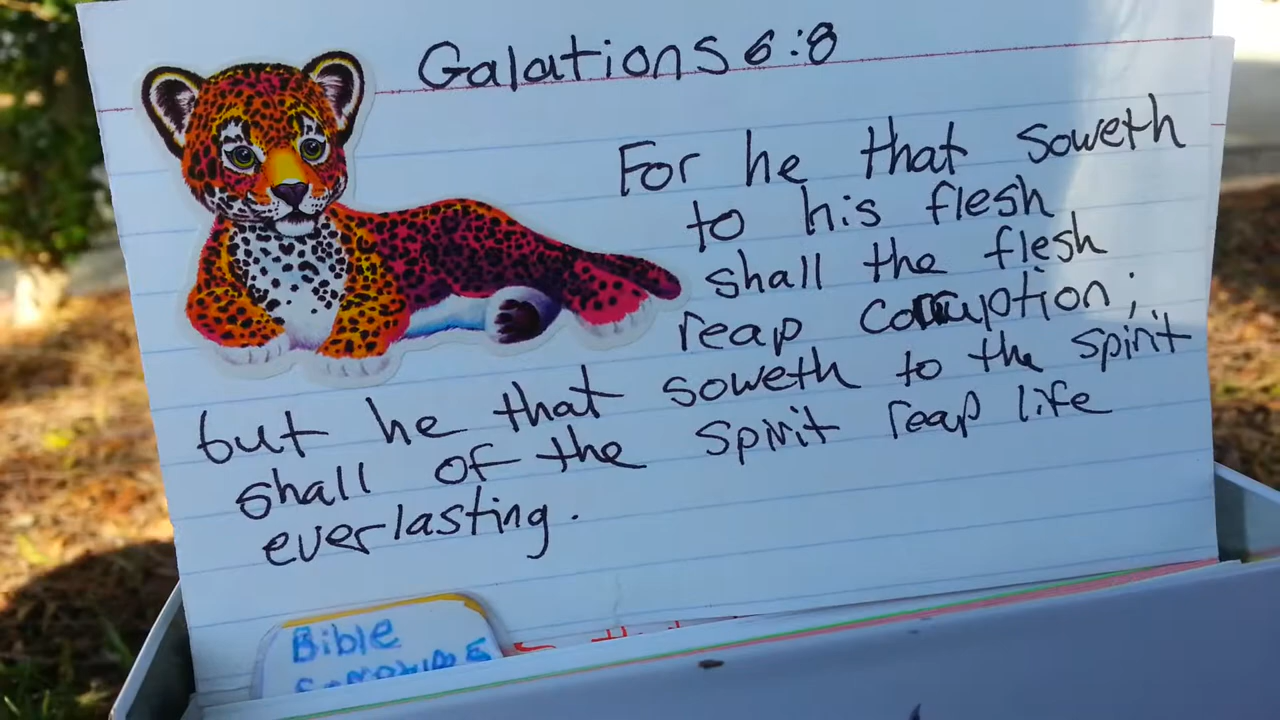 Galations 6:8
For he that soweth
to his flesh
shall the flesh
reap corruption;
but he that soweth to the spirit
shall of the spirit reap life
everlasting.
Bible